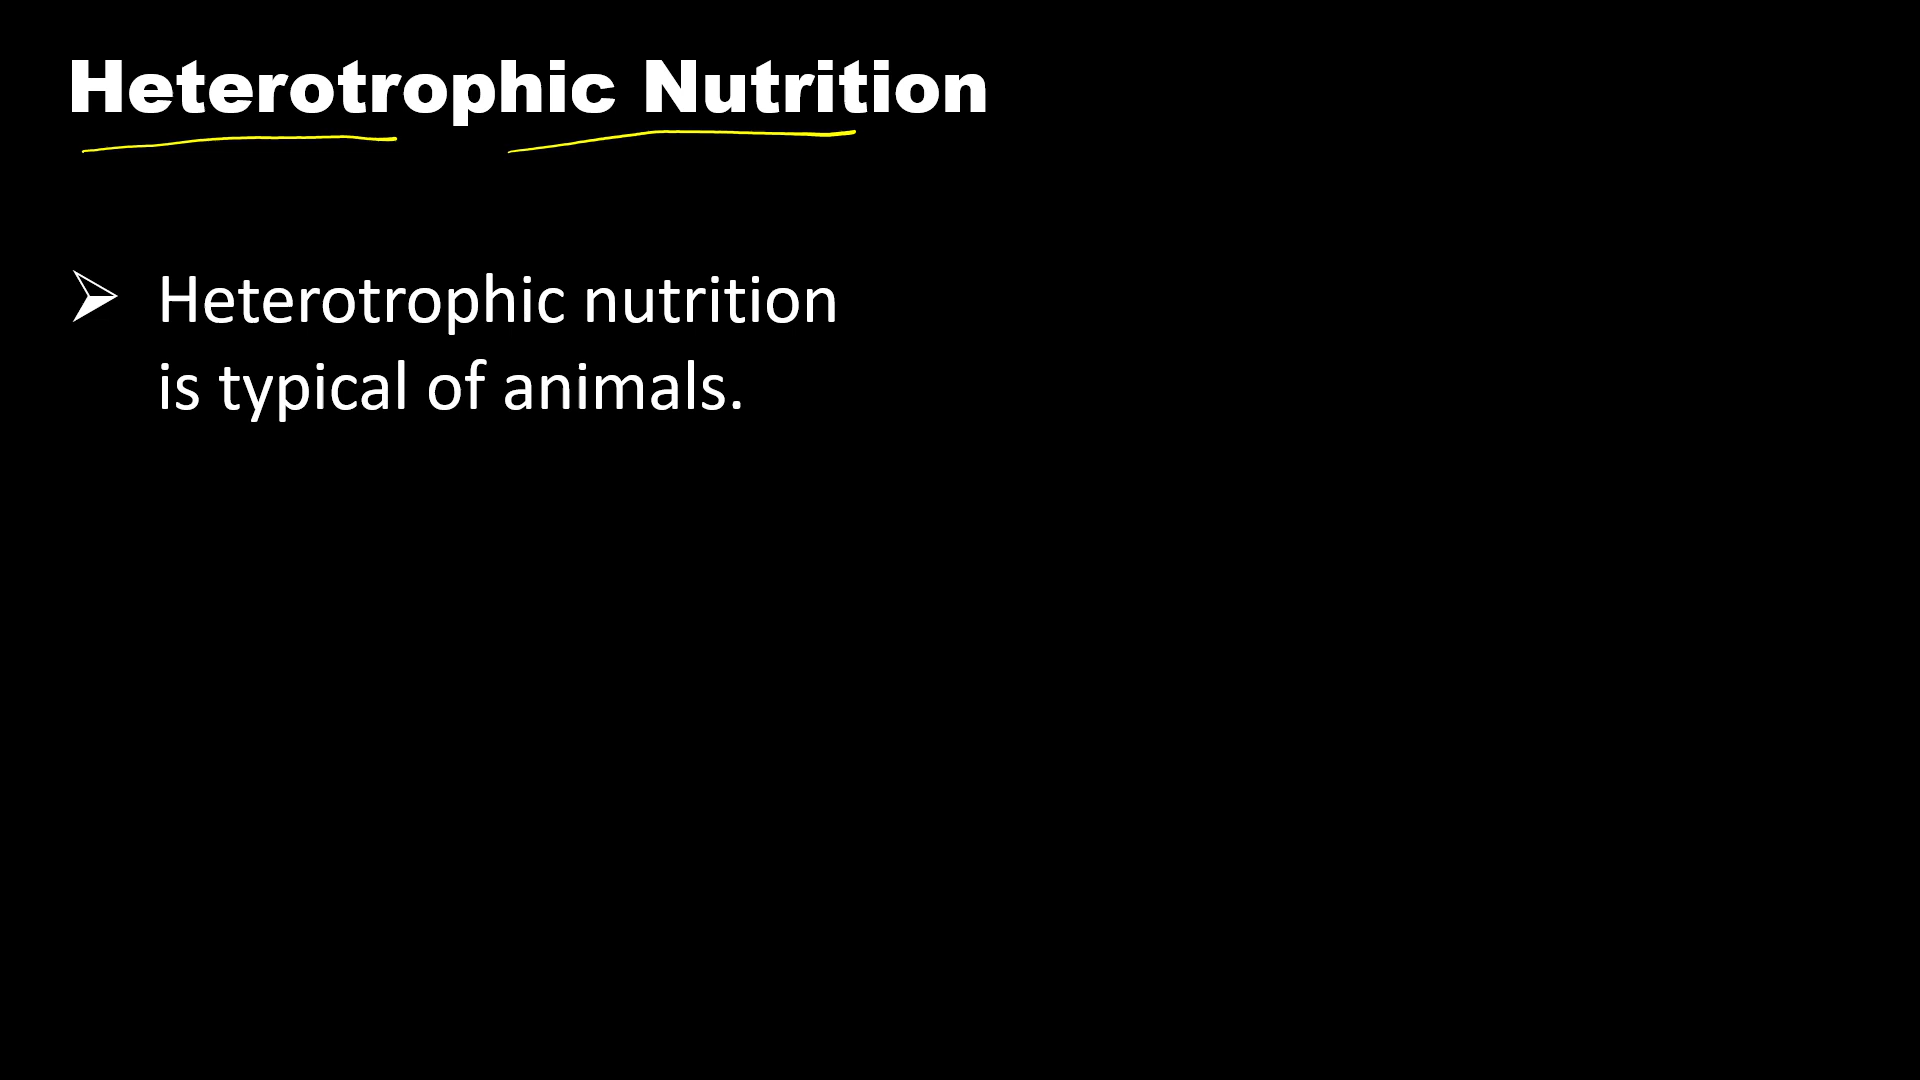 Heterotrophic Nutrition
➢ Heterotrophic nutrition
is typical of animals.